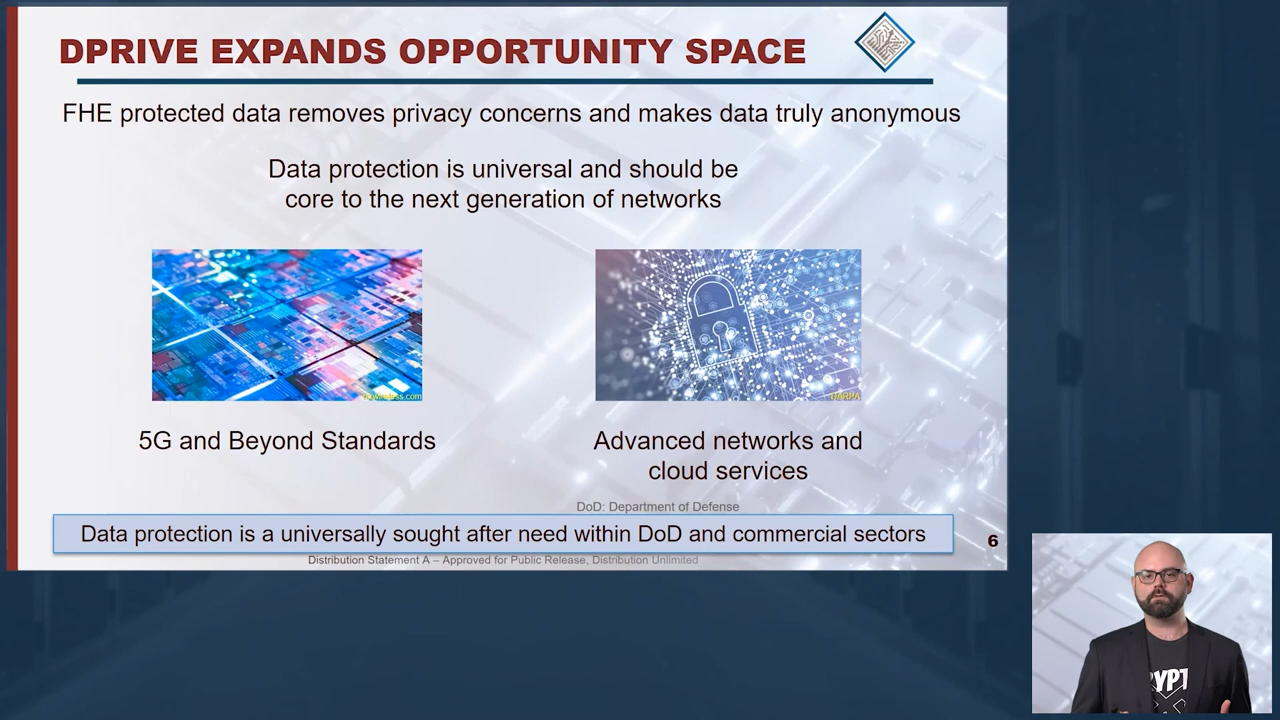 DPRIVE EXPANDS OPPORTUNITY SPACE
FHE protected data removes privacy concerns and makes data truly anonymous
Data protection is universal and should be
core to the next generation of networks
DARPA
5G and Beyond Standards
Advanced networks and
cloud services
DoD: Department of Defense
Data protection is a universally sought after need within DoD and commercial sectors
6
Distribution Statement A – Approved for Public Release, Distribution Unlimited